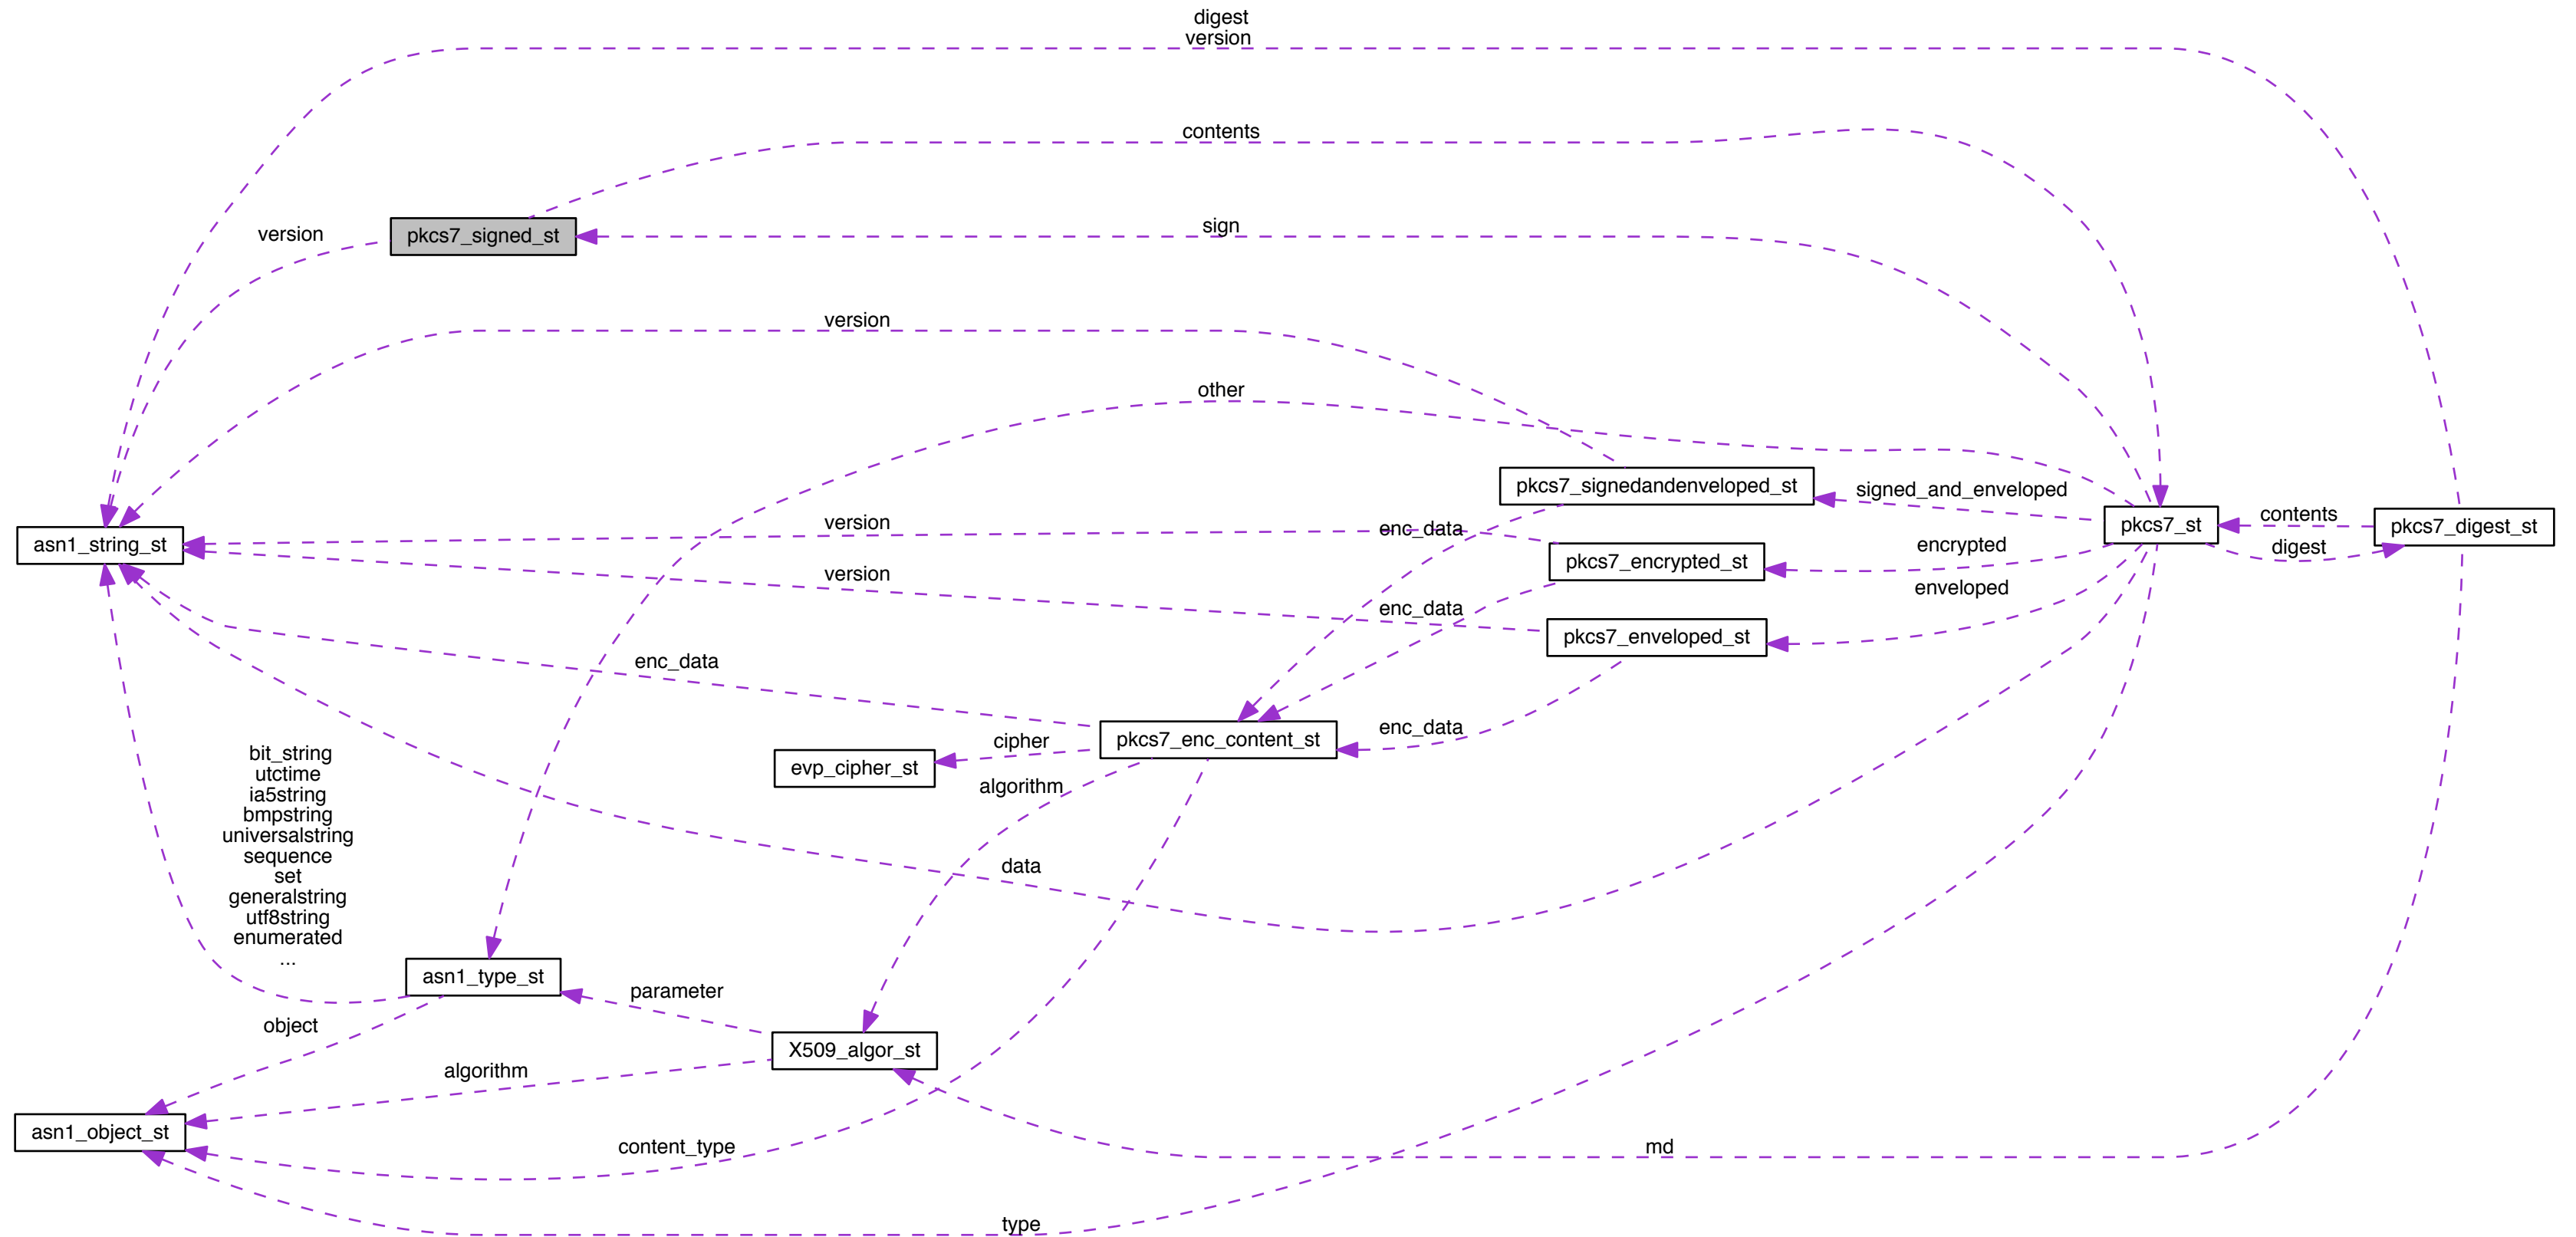 digest
version
contents
pkcs7_signed_st
version
sign
version
other
pkcs7_signedandenveloped_st
signed_and_enveloped
asn1_string_st
version
enc_data
pkcs7_st
contents
pkcs7_digest_st
encrypted
digest
pkcs7_encrypted_st
version
enveloped
enc_data
pkcs7_enveloped_st
enc_data
enc_data
pkcs7_enc_content_st
cipher
evp_cipher_st
algorithm
bit_string
utctime
ia5string
bmpstring
universalstring
sequence
set
generalstring
utf8string
enumerated
...
data
asn1_type_st
parameter
object
X509_algor_st
algorithm
asn1_object_st
content_type
md
type